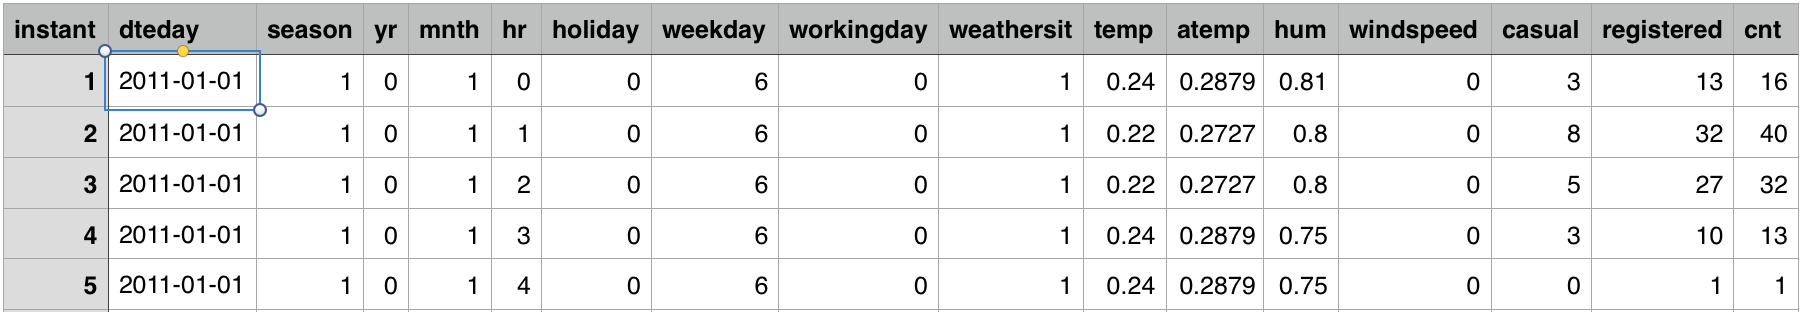 instant dteday season yr mnth hr holiday weekday workingday weathersit temp atemp hum windspeed casual registered cnt
1 2011-01-01 1 0 1 0 0 6 0 1 0.24 0.2879 0.81 0 3 13 16
2 2011-01-01 1 0 1 1 0 6 0 1 0.22 0.2727 0.8 0 8 32 40
3 2011-01-01 1 0 1 2 0 6 0 1 0.22 0.2727 0.8 0 5 27 32
4 2011-01-01 1 0 1 3 0 6 0 1 0.24 0.2879 0.75 0 3 10 13
5 2011-01-01 1 0 1 4 0 6 0 1 0.24 0.2879 0.75 0 0 1 1